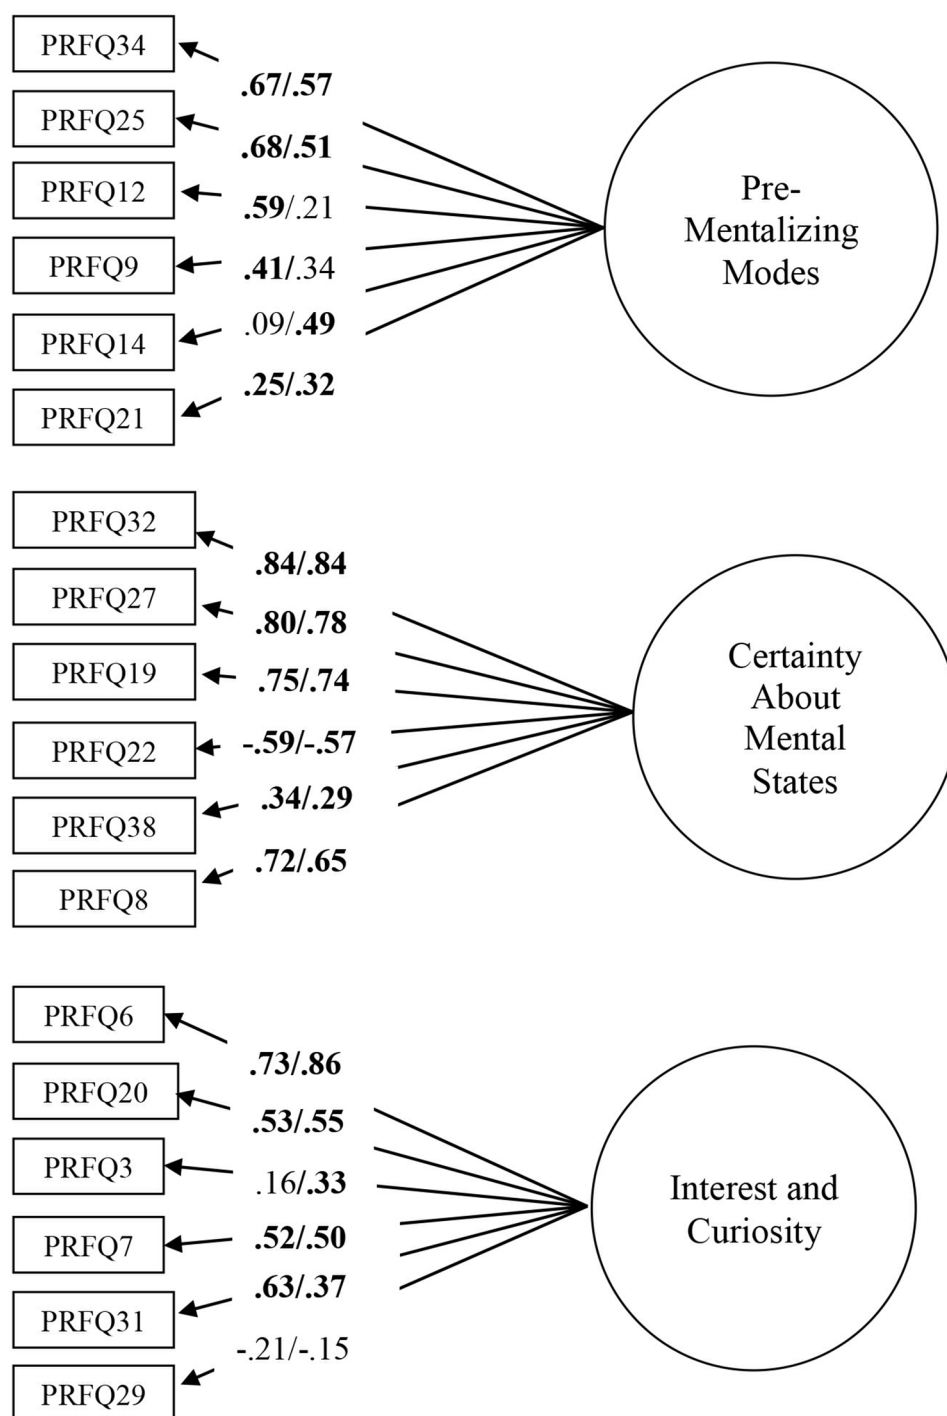 PRFQ34
.67/.57
PRFQ25
.68/.51
PRFQ12
.59/.21
PRFQ9
.41/.34
PRFQ14
.09/.49
PRFQ21
.25/.32
Pre-
Mentalizing
Modes
PRFQ32
.84/.84
PRFQ27
.80/.78
PRFQ19
.75/.74
PRFQ22
-.59/-.57
PRFQ38
.34/.29
PRFQ8
.72/.65
Certainty
About
Mental
States
PRFQ6
.73/.86
PRFQ20
.53/.55
PRFQ3
.16/.33
PRFQ7
.52/.50
PRFQ31
.63/.37
PRFQ29
-.21/-.15
Interest and
Curiosity